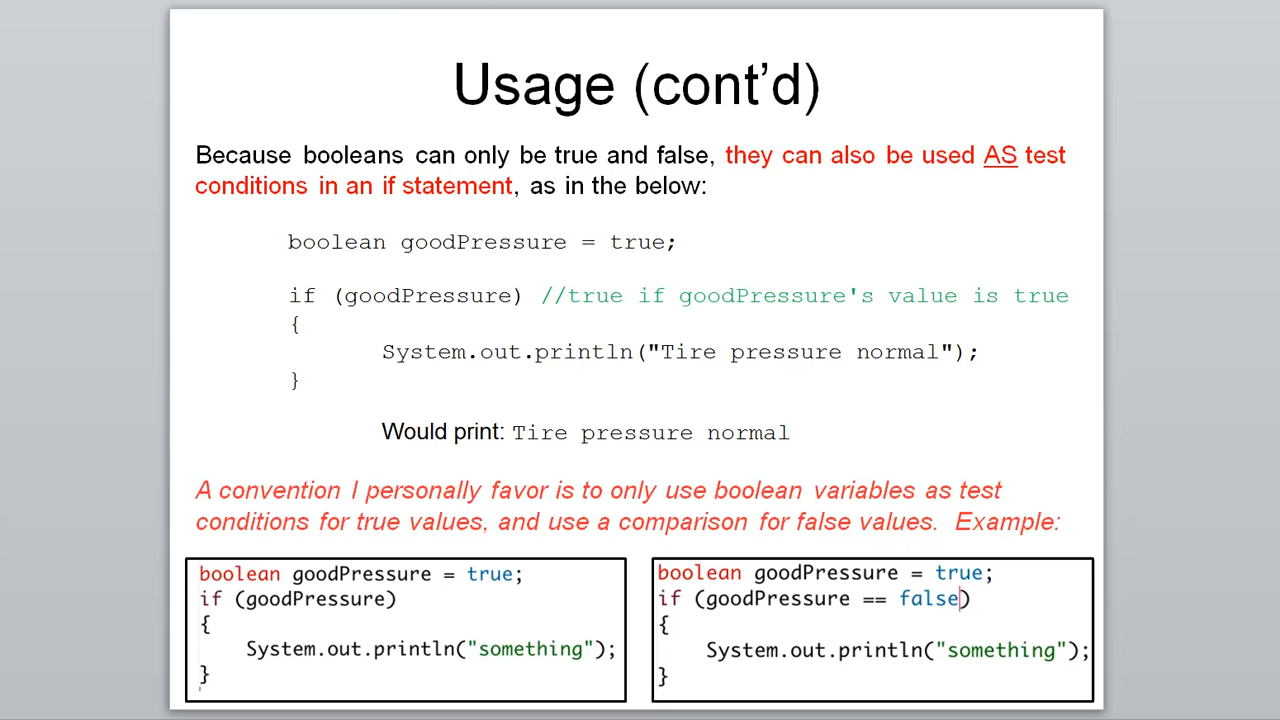 Usage (cont’d)
Because booleans can only be true and false, they can also be used AS test
conditions in an if statement, as in the below:
boolean goodPressure = true;
if (goodPressure) //true if goodPressure's value is true
{
System.out.println("Tire pressure normal");
}
Would print: Tire pressure normal
A convention I personally favor is to only use boolean variables as test
conditions for true values, and use a comparison for false values. Example:
boolean goodPressure = true;
if (goodPressure)
{
System.out.println("something");
}
boolean goodPressure = true;
if (goodPressure == false)
{
System.out.println("something");
}